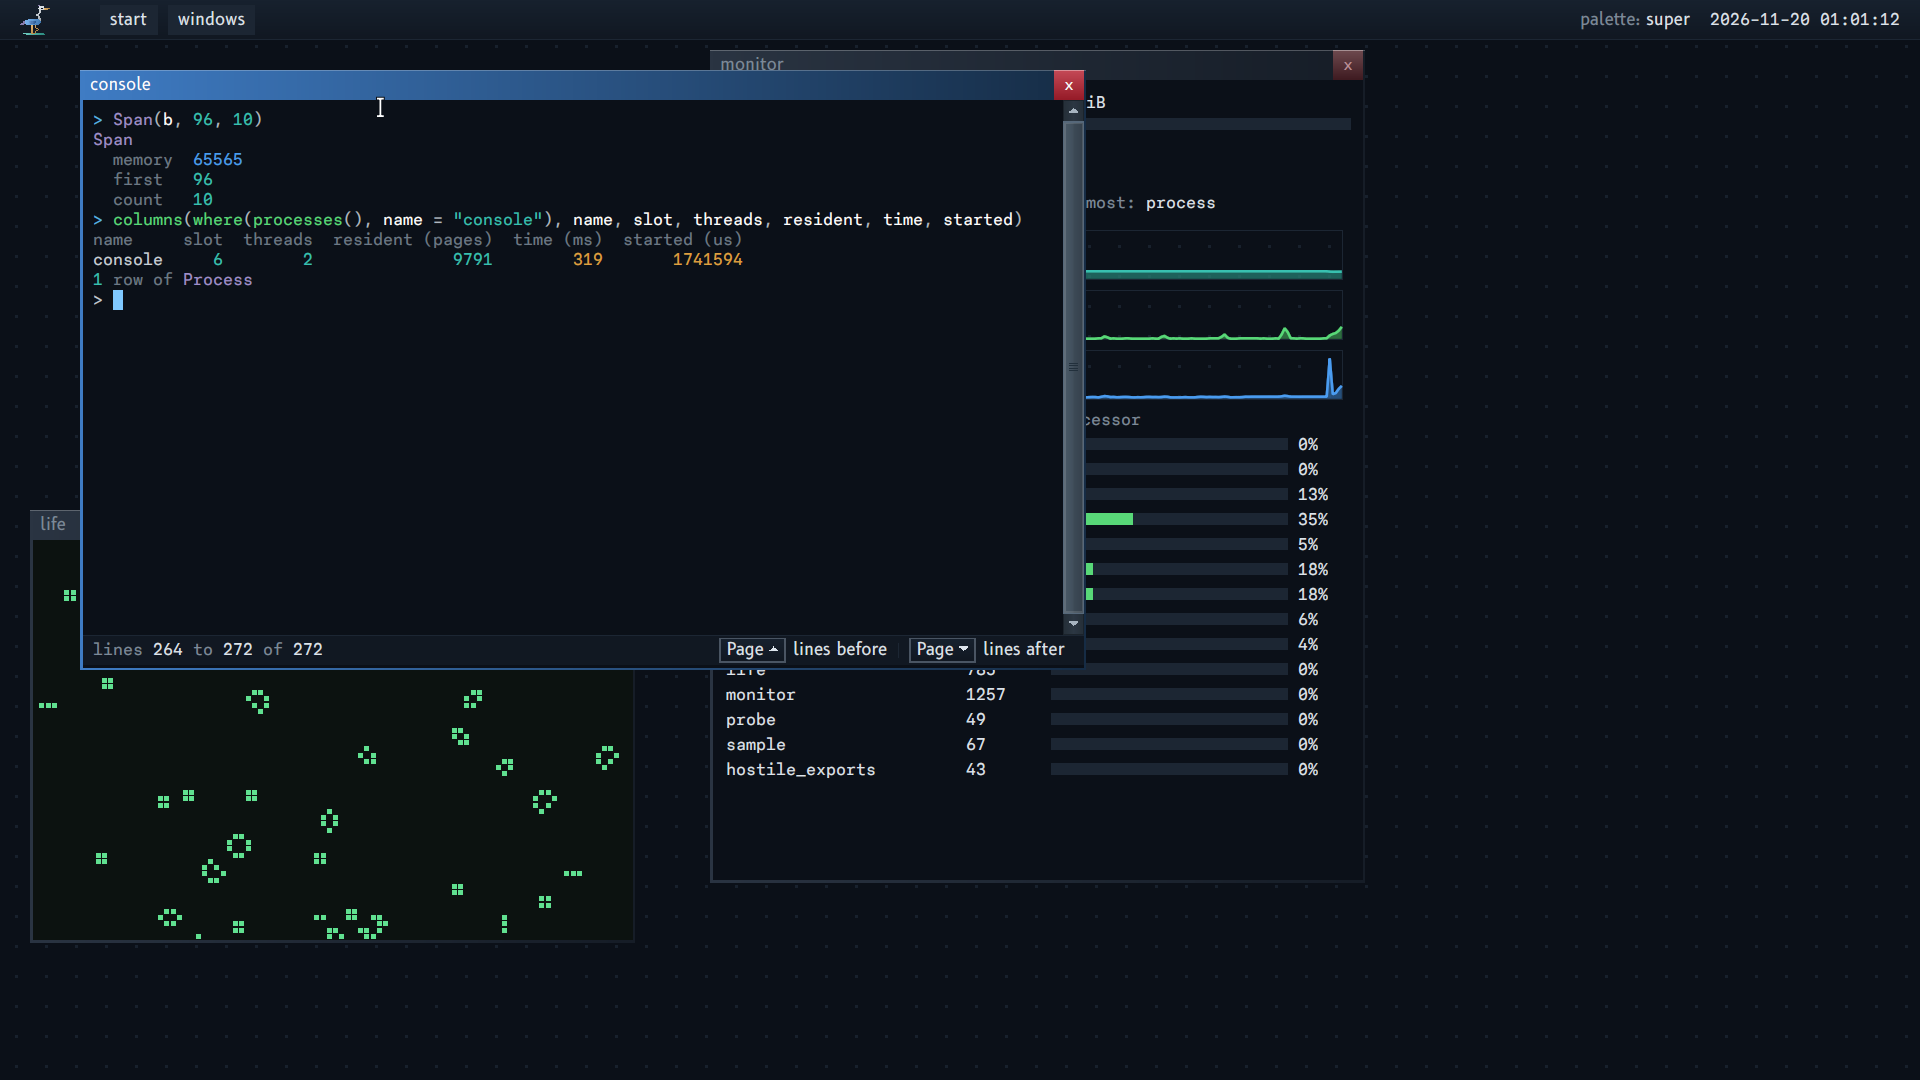 start windows palette: super 2026-11-20 01:01:12
monitor x
console x
iB
> Span(b, 96, 10)
Span
memory 65565
first 96
count 10
most: process
> columns(where(processes(), name = "console"), name, slot, threads, resident, time, started)
name slot threads resident (pages) time (ms) started (us)
console 6 2 9791 319 1741594
1 row of Process
>
cessor
0%
0%
13%
35%
5%
18%
18%
6%
4%
lines 264 to 272 of 272 Page lines before Page lines after
life
life 785 0%
monitor 1257 0%
probe 49 0%
sample 67 0%
hostile_exports 43 0%